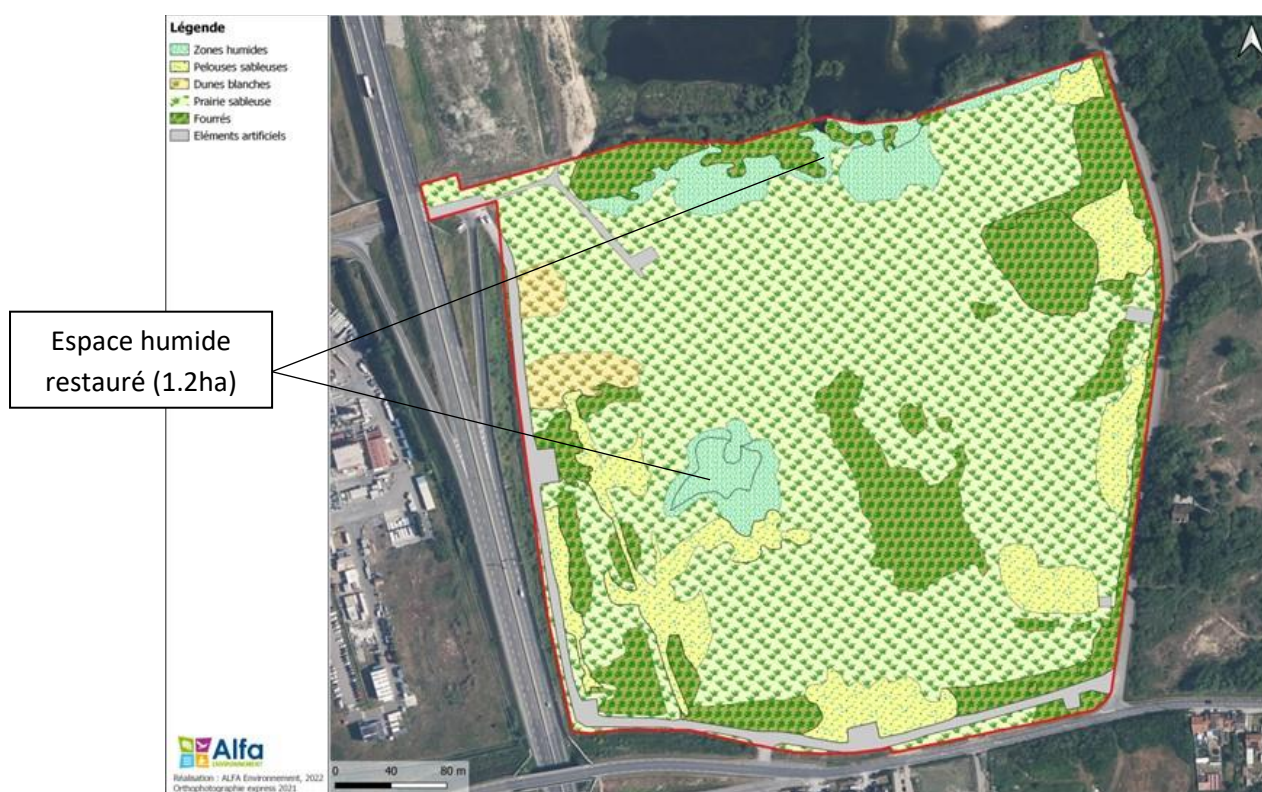 Légende
Zones humides
Pelouses sableuses
Dunes blanches
Prairie sableuse
Fourrés
Eléments artificiels
Espace humide
restauré (1.2ha)
Alfa
ENVIRONNEMENT
Réalisation : ALFA Environnement, 2022
Orthophotographie express 2021
0 40 80 m